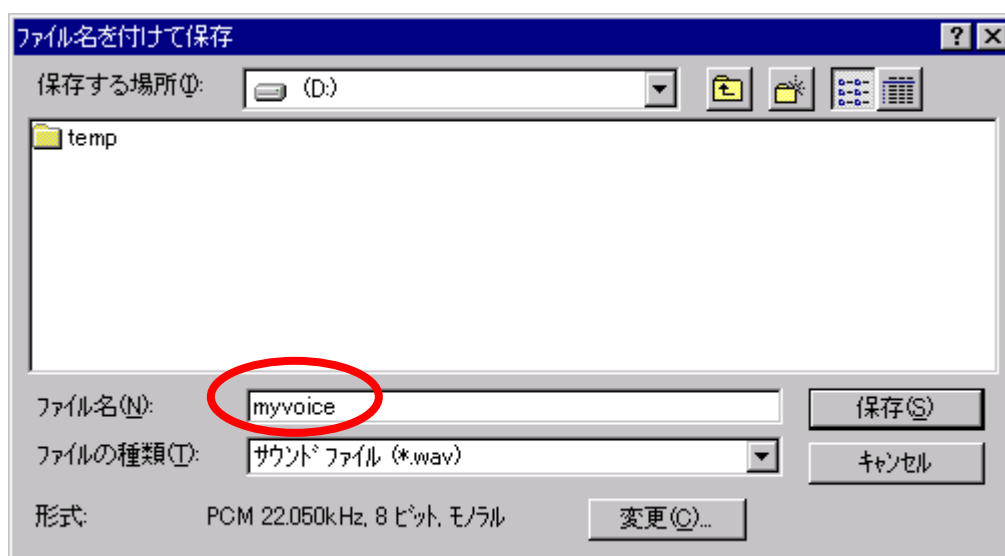 ファイル名を付けて保存
保存する場所(I):
(D:)
temp
ファイル名(N):
myvoice
保存(S)
ファイルの種類(T):
サウンド ファイル (*.wav)
キャンセル
形式:
PCM 22.050kHz, 8 ビット, モノラル
変更(C)...